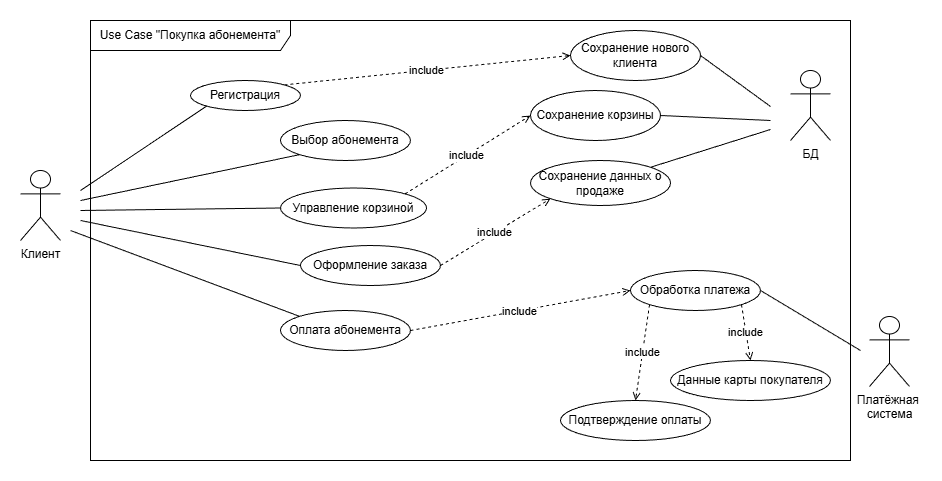 Use Case "Покупка абонемента"
Сохранение нового
клиента
include
Регистрация
Сохранение корзины
Выбор абонемента
БД
include
Сохранение данных о
продаже
Управление корзиной
include
Клиент
Оформление заказа
Обработка платежа
include
Оплата абонемента
include
include
Данные карты покупателя
Платёжная
система
Подтверждение оплаты